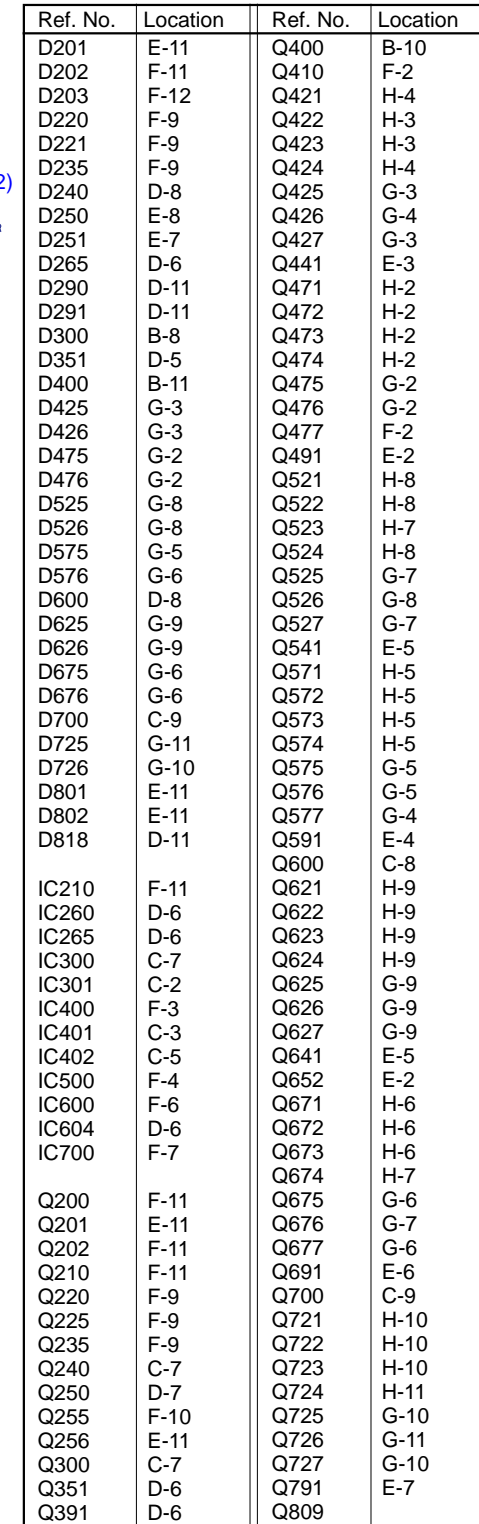 Ref. No. Location Ref. No. Location
D201 E-11 Q400 B-10
D202 F-11 Q410 F-2
D203 F-12 Q421 H-4
D220 F-9 Q422 H-3
D221 F-9 Q423 H-3
D235 F-9 Q424 H-4
2)
D240 D-8 Q425 G-3
D250 E-8 Q426 G-4
D251 E-7 Q427 G-3
D265 D-6 Q441 E-3
D290 D-11 Q471 H-2
D291 D-11 Q472 H-2
D300 B-8 Q473 H-2
D351 D-5 Q474 H-2
D400 B-11 Q475 G-2
D425 G-3 Q476 G-2
D426 G-3 Q477 F-2
D475 G-2 Q491 E-2
D476 G-2 Q521 H-8
D525 G-8 Q522 H-8
D526 G-8 Q523 H-7
D575 G-5 Q524 H-8
D576 G-6 Q525 G-7
D600 D-8 Q526 G-8
D625 G-9 Q527 G-7
D626 G-9 Q541 E-5
D675 G-6 Q571 H-5
D676 G-6 Q572 H-5
D700 C-9 Q573 H-5
D725 G-11 Q574 H-5
D726 G-10 Q575 G-5
D801 E-11 Q576 G-5
D802 E-11 Q577 G-4
D818 D-11 Q591 E-4
Q600 C-8
IC210 F-11 Q621 H-9
IC260 D-6 Q622 H-9
IC265 D-6 Q623 H-9
IC300 C-7 Q624 H-9
IC301 C-2 Q625 G-9
IC400 F-3 Q626 G-9
IC401 C-3 Q627 G-9
IC402 C-5 Q641 E-5
IC500 F-4 Q652 E-2
IC600 F-6 Q671 H-6
IC604 D-6 Q672 H-6
IC700 F-7 Q673 H-6
Q674 H-7
Q200 F-11 Q675 G-6
Q201 E-11 Q676 G-7
Q202 F-11 Q677 G-6
Q210 F-11 Q691 E-6
Q220 F-9 Q700 C-9
Q225 F-9 Q721 H-10
Q235 F-9 Q722 H-10
Q240 C-7 Q723 H-10
Q250 D-7 Q724 H-11
Q255 F-10 Q725 G-10
Q256 E-11 Q726 G-11
Q300 C-7 Q727 G-10
Q351 D-6 Q791 E-7
Q391 D-6 Q809